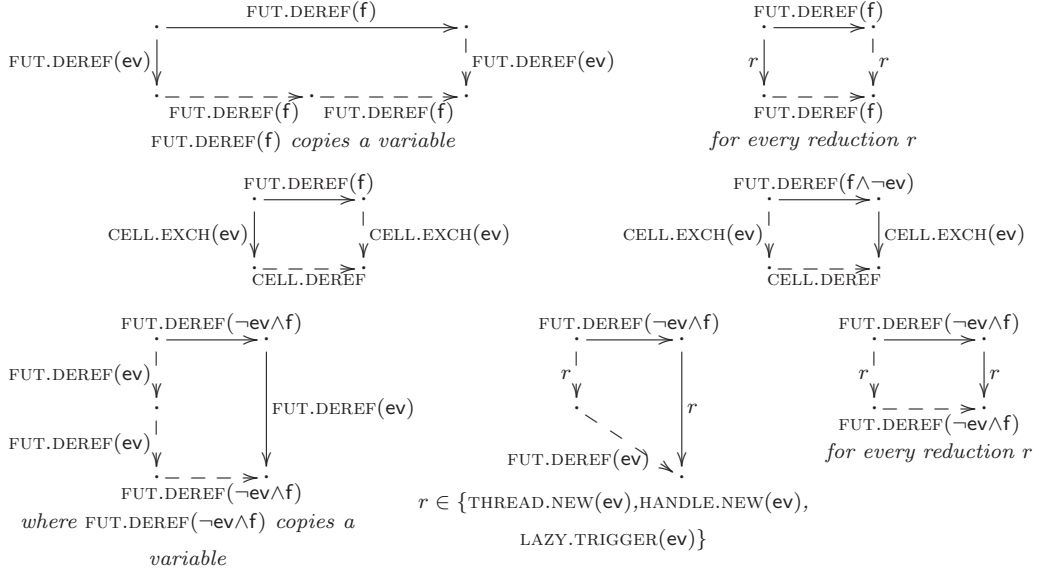 FUT.DEREF(f)
FUT.DEREF(ev)
FUT.DEREF(ev)
FUT.DEREF(f) FUT.DEREF(f)
FUT.DEREF(f) copies a variable
FUT.DEREF(f)
r r
FUT.DEREF(f)
for every reduction r
FUT.DEREF(f)
CELL.EXCH(ev) CELL.EXCH(ev)
CELL.DEREF
FUT.DEREF(f∧¬ev)
CELL.EXCH(ev) CELL.EXCH(ev)
CELL.DEREF
FUT.DEREF(¬ev∧f)
FUT.DEREF(ev)
FUT.DEREF(ev)
FUT.DEREF(ev)
FUT.DEREF(¬ev∧f)
where FUT.DEREF(¬ev∧f) copies a
variable
FUT.DEREF(¬ev∧f)
r
r
FUT.DEREF(ev)
r ∈ {THREAD.NEW(ev),HANDLE.NEW(ev),
LAZY.TRIGGER(ev)}
FUT.DEREF(¬ev∧f)
r r
FUT.DEREF(¬ev∧f)
for every reduction r